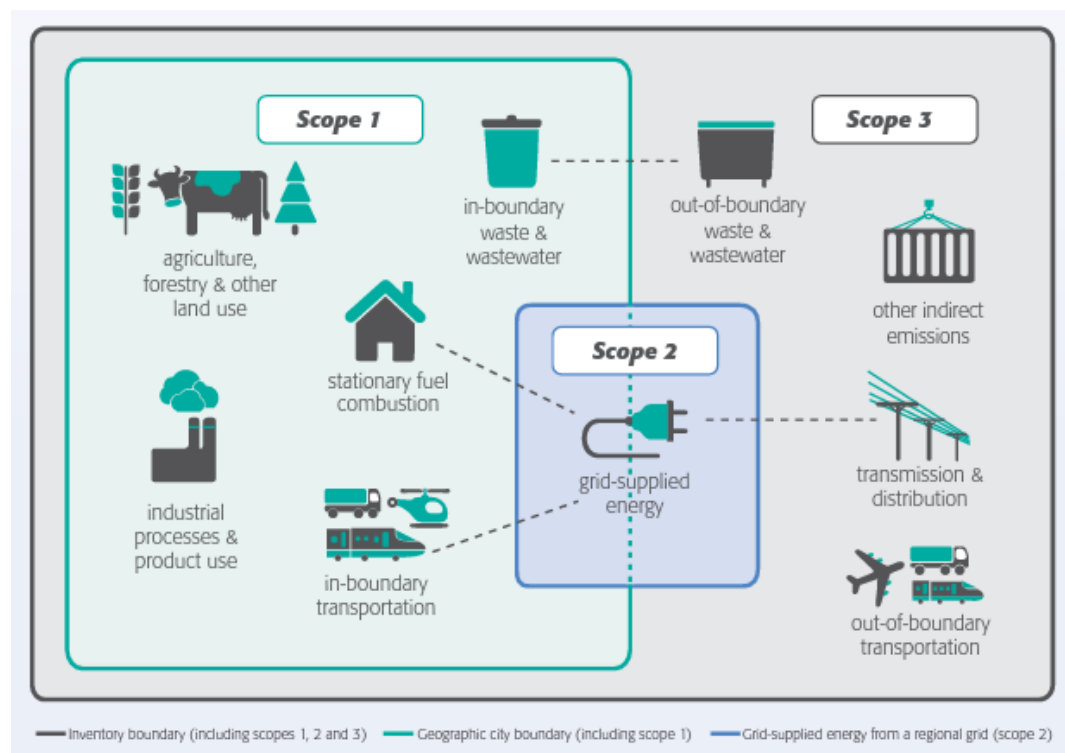 Scope 1
Scope 3
in-boundary
waste &
wastewater
out-of-boundary
waste &
wastewater
agriculture,
forestry & other
land use
other indirect
emissions
Scope 2
stationary fuel
combustion
grid-supplied
energy
transmission &
distribution
industrial
processes &
product use
in-boundary
transportation
out-of-boundary
transportation
Inventory boundary (including scopes 1, 2 and 3) Geographic city boundary (including scope 1) Grid-supplied energy from a regional grid (scope 2)